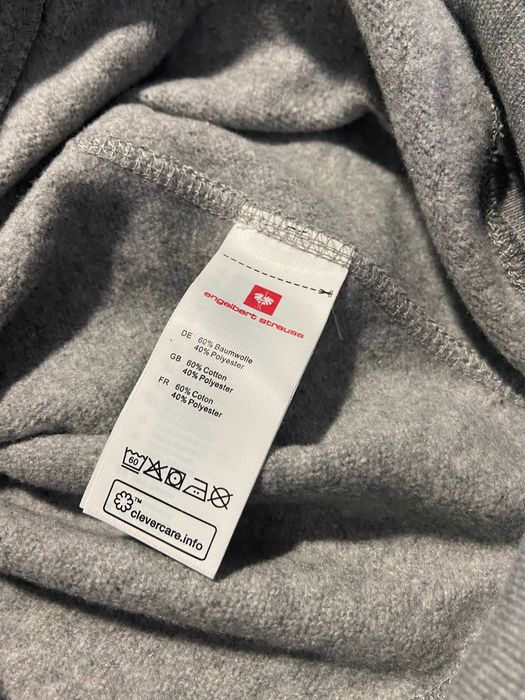 engelbert strauss
DE 60% Baumwolle
40% Polyester
GB 60% Cotton
40% Polyester
FR 60% Coton
40% Polyester
60
clevercare.info™